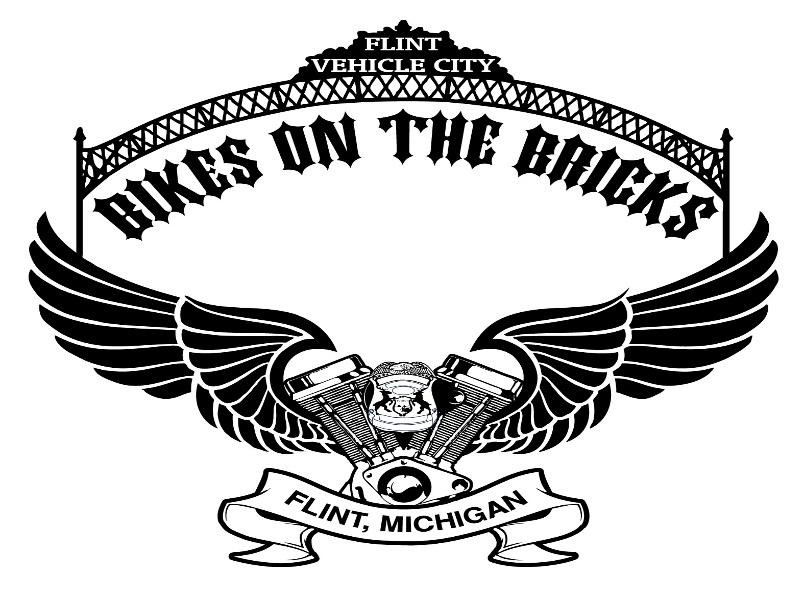 FLINT
VEHICLE CITY
BIKES ON THE BRICKS
FLINT, MICHIGAN